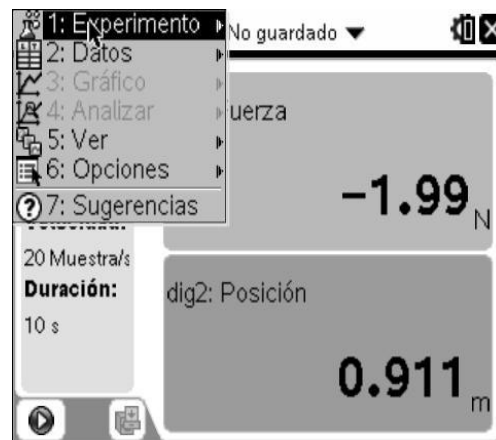 1: Experimento
No guardado
2: Datos
3: Gráfico
4: Analizar
5: Ver
6: Opciones
7: Sugerencias
uerza
-1.99 N
20 Muestra/s
Duración:
10 s
dig2: Posición
0.911 m